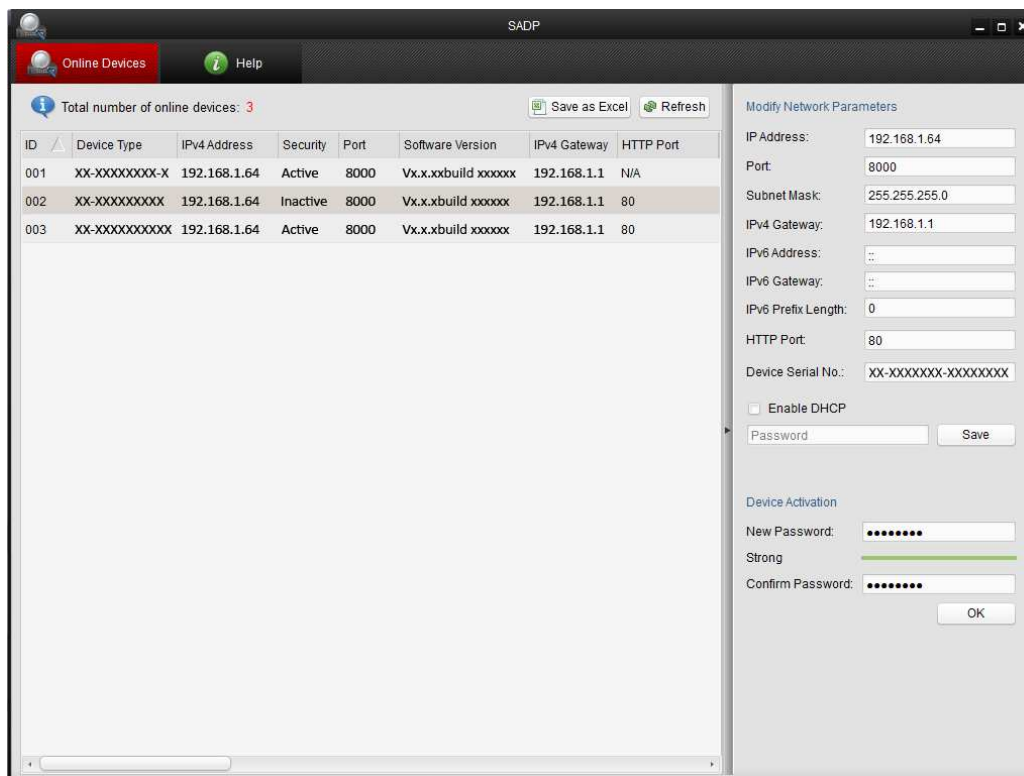 SADP
Online Devices Help
Total number of online devices: 3 Save as Excel Refresh
ID Device Type IPv4 Address Security Port Software Version IPv4 Gateway HTTP Port
001 XX-XXXXXXXX-X 192.168.1.64 Active 8000 Vx.x.xxbuild xxxxxx 192.168.1.1 N/A
002 XX-XXXXXXXXX 192.168.1.64 Inactive 8000 Vx.x.xbuild xxxxxx 192.168.1.1 80
003 XX-XXXXXXXXXX 192.168.1.64 Active 8000 Vx.x.xbuild xxxxxx 192.168.1.1 80
Modify Network Parameters
IP Address: 192.168.1.64
Port: 8000
Subnet Mask: 255.255.255.0
IPv4 Gateway: 192.168.1.1
IPv6 Address: ::
IPv6 Gateway: ::
IPv6 Prefix Length: 0
HTTP Port: 80
Device Serial No.: XX-XXXXXXX-XXXXXXXX
Enable DHCP
Password Save
Device Activation
New Password: ••••••••
Strong
Confirm Password: ••••••••
OK